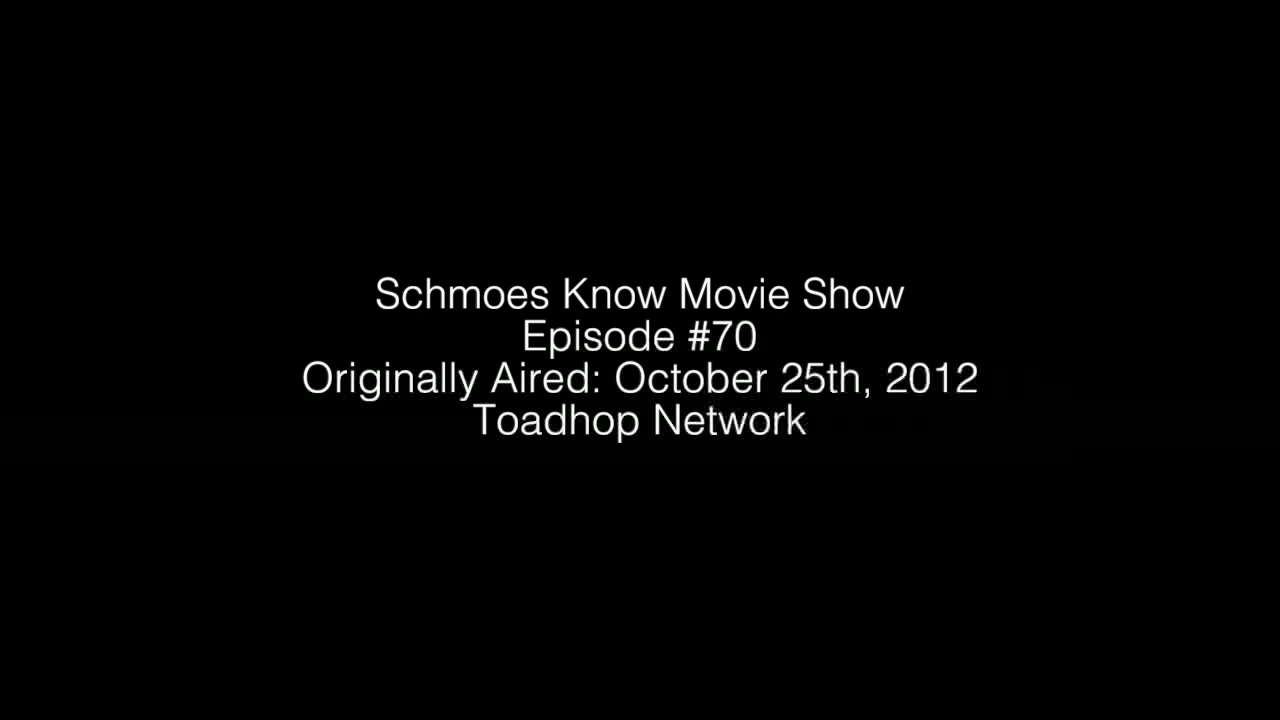 Schmoes Know Movie Show
Episode #70
Originally Aired: October 25th, 2012
Toadhop Network